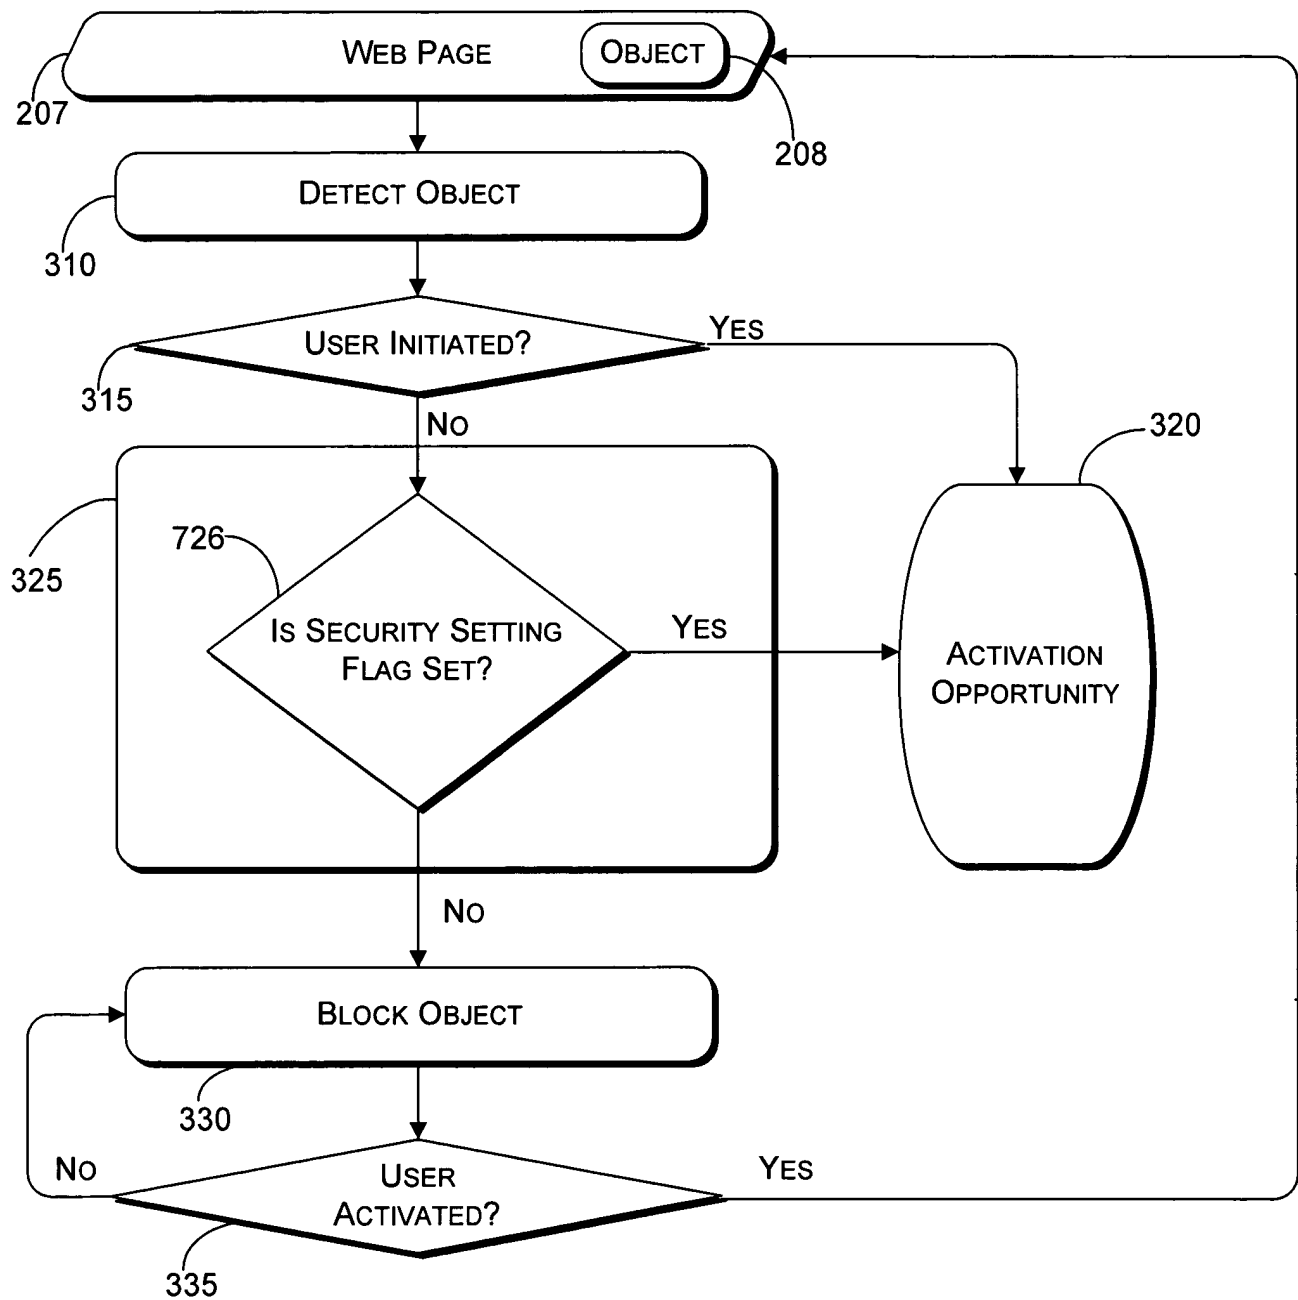 WEB PAGE
OBJECT
207
208
DETECT OBJECT
310
USER INITIATED?
YES
315
NO
320
726
325
IS SECURITY SETTING
FLAG SET?
YES
ACTIVATION
OPPORTUNITY
NO
BLOCK OBJECT
330
NO
USER
ACTIVATED?
YES
335